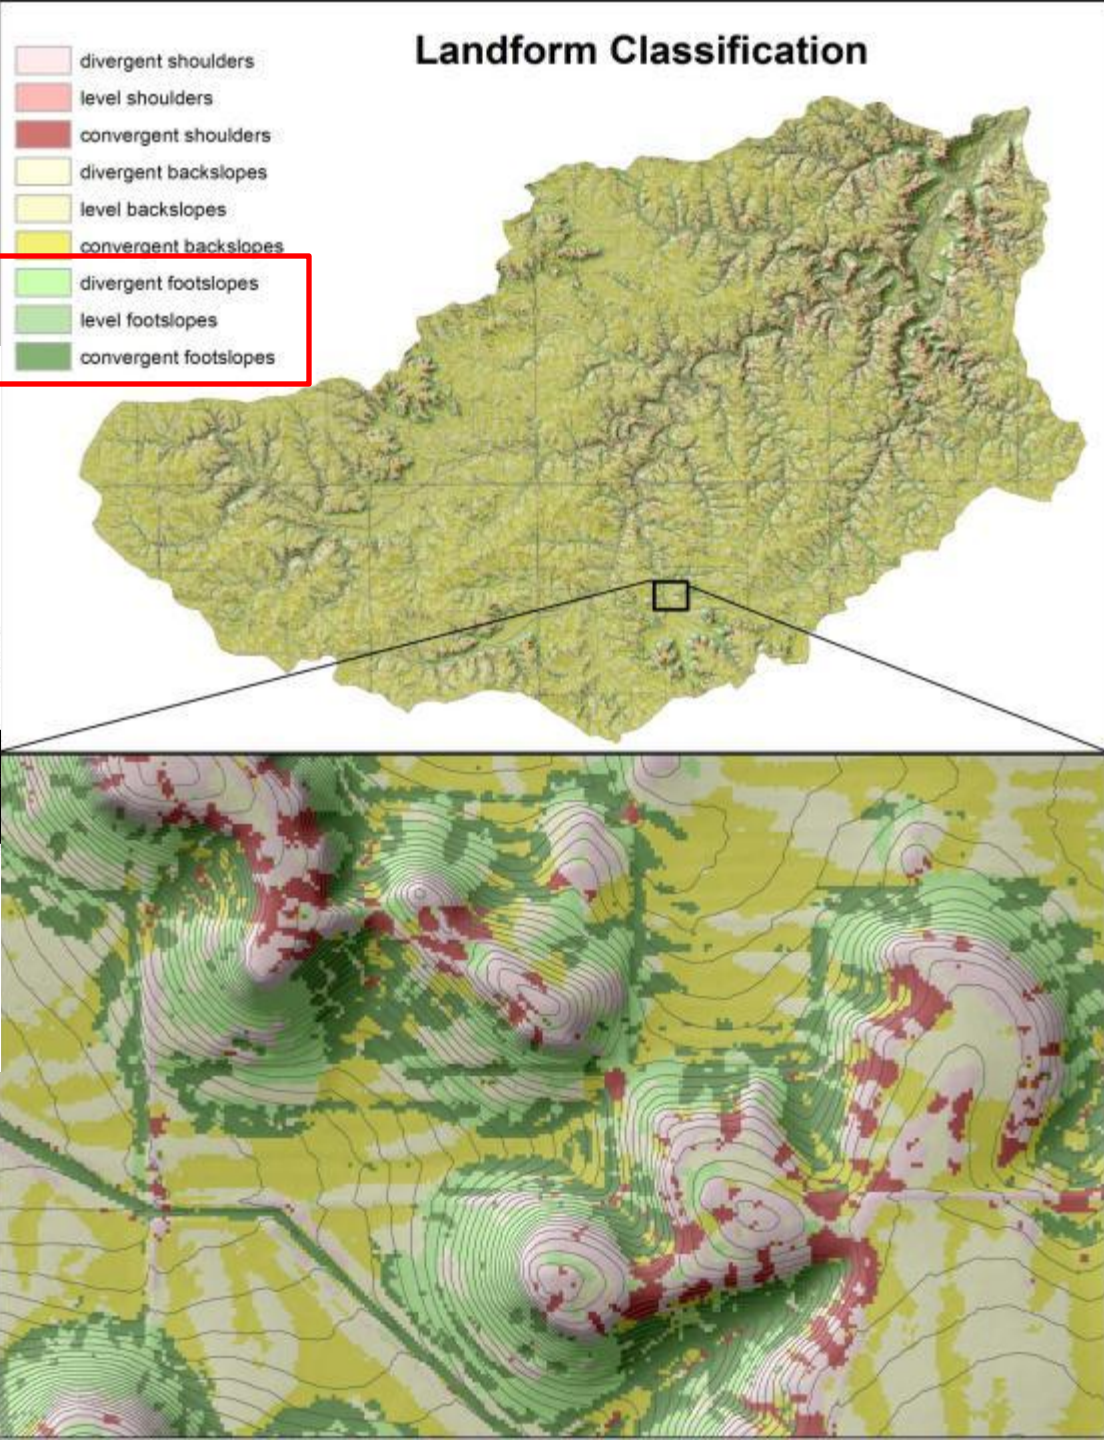 Landform Classification
divergent shoulders
level shoulders
convergent shoulders
divergent backslopes
level backslopes
convergent backslopes
divergent footslopes
level footslopes
convergent footslopes